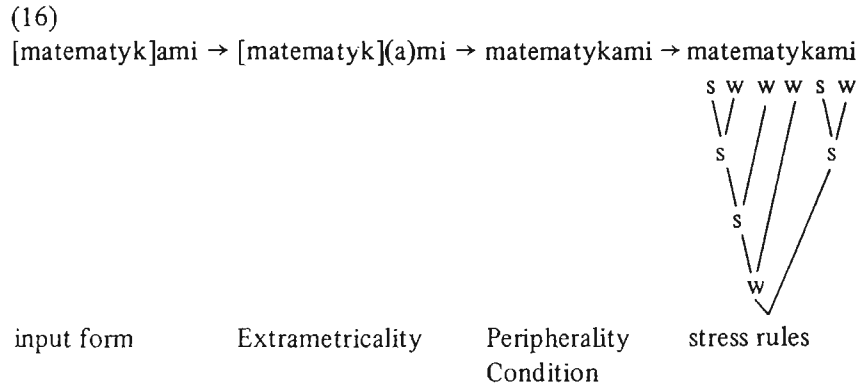 (16)
[matematyk]ami → [matematyk](a)mi → matematykami → matematykami
s w w w s w
s s
s
w
input form Extrametricality Peripherality stress rules
Condition